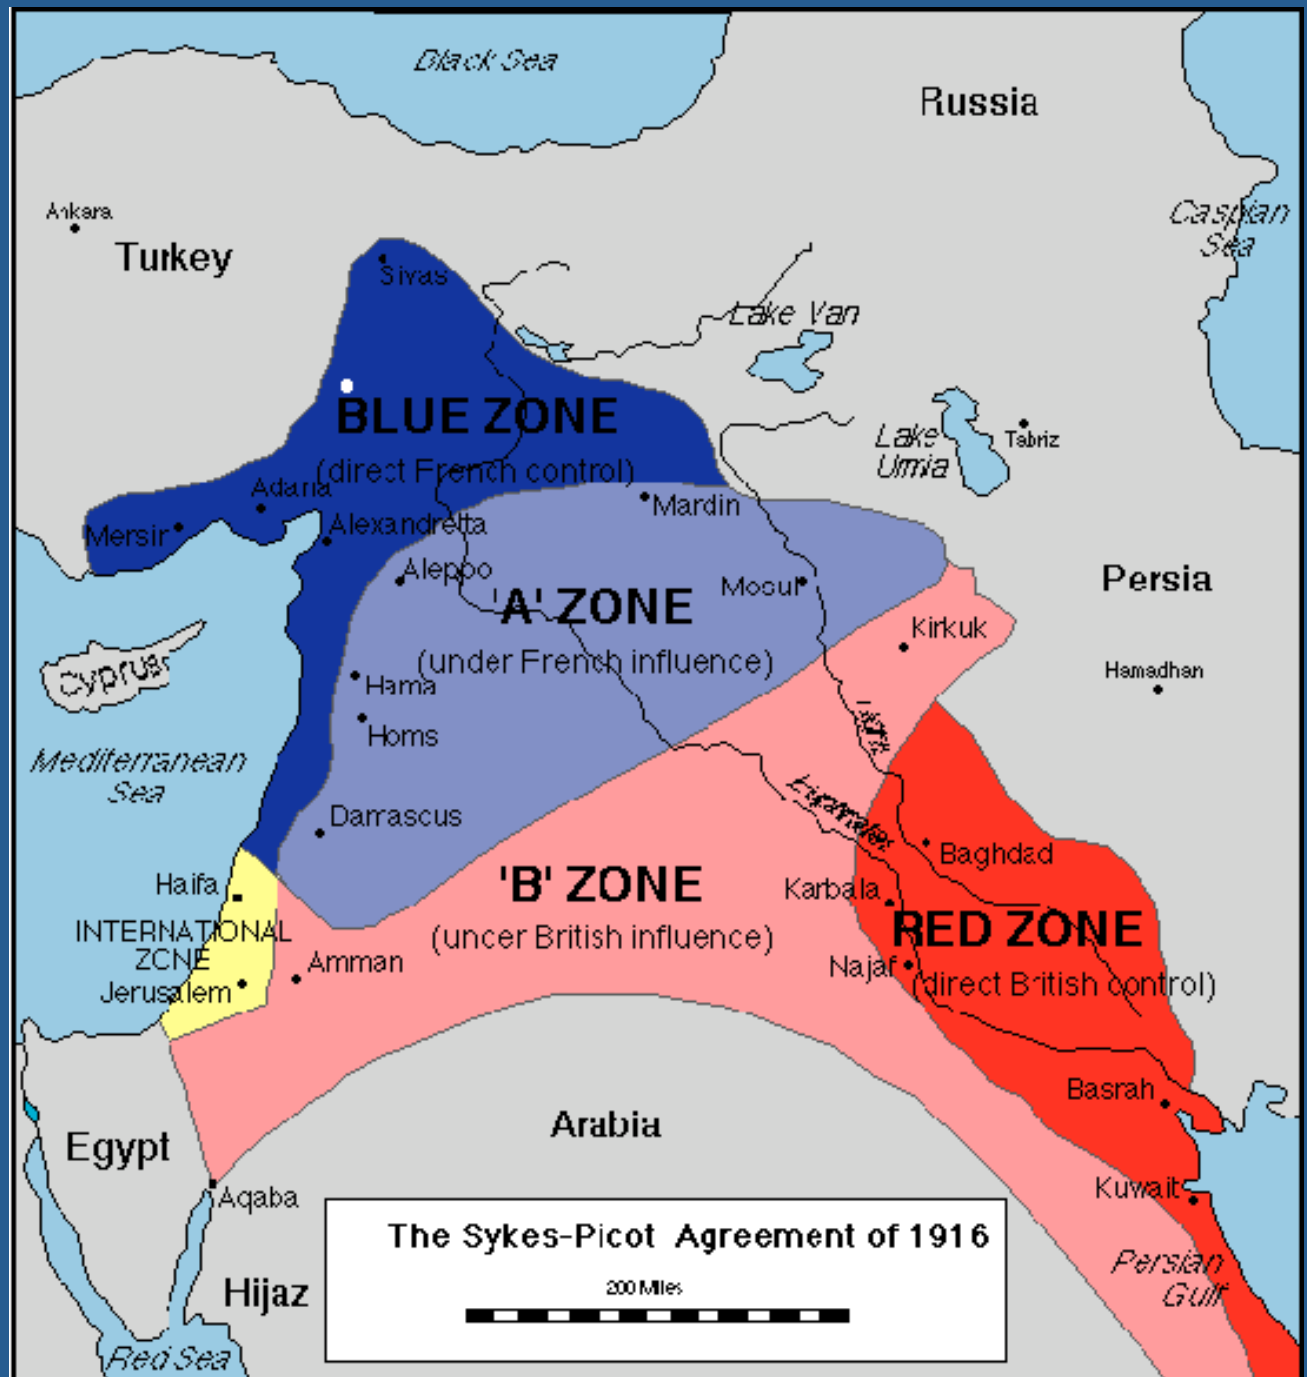 Black Sea
Russia
Ankara
Caspian
Sea
Turkey
Sivas
Lake Van
BLUE ZONE
Lake
Urmia
Tabriz
(direct French control)
Adana
Mardin
Mersin
Alexandretta
Aleppo
Mosul
Persia
'A' ZONE
Kirkuk
(under French influence)
Cyprus
Hama
Hamadhan
Homs
Mediterranean
Sea
Euphrates
Damascus
Baghdad
Haifa
'B' ZONE
Karbala
INTERNATIONAL
ZONE
(under British influence)
RED ZONE
Amman
Najaf
(direct British control)
Jerusalem
Basrah
Arabia
Egypt
Kuwait
Aqaba
The Sykes-Picot Agreement of 1916
200 Miles
Hijaz
Persian
Gulf
Red Sea